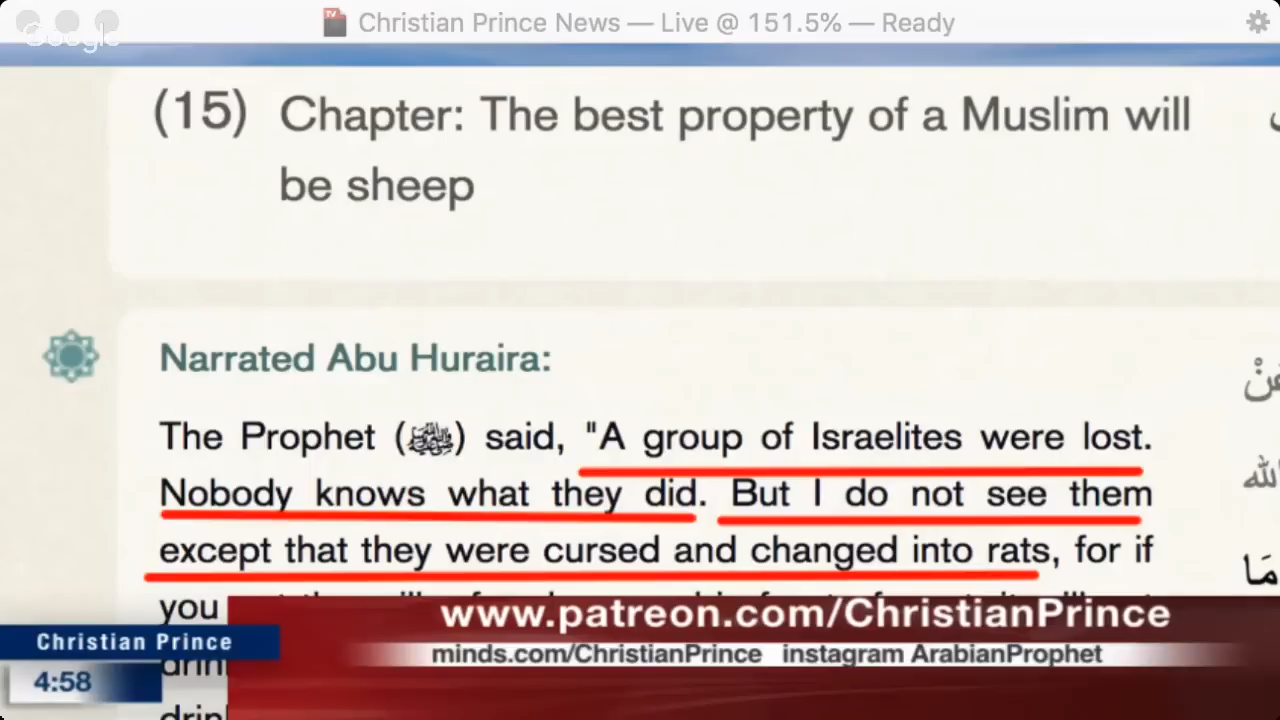 Christian Prince News — Live @ 151.5% — Ready
Google
(15) Chapter: The best property of a Muslim will
be sheep
Narrated Abu Huraira:
The Prophet (ﷺ) said, "A group of Israelites were lost.
Nobody knows what they did. But I do not see them
except that they were cursed and changed into rats, for if
you
www.patreon.com/ChristianPrince
Christian Prince
minds.com/ChristianPrince instagram ArabianProphet
4:58
الله
مَا